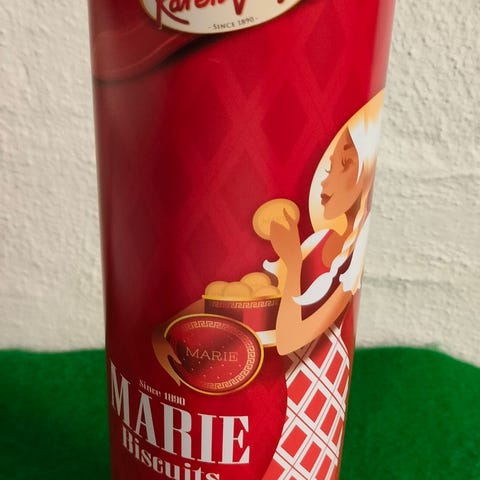 - SINCE 1890 -
MARIE
Since 1890
MARIE
Biscuits